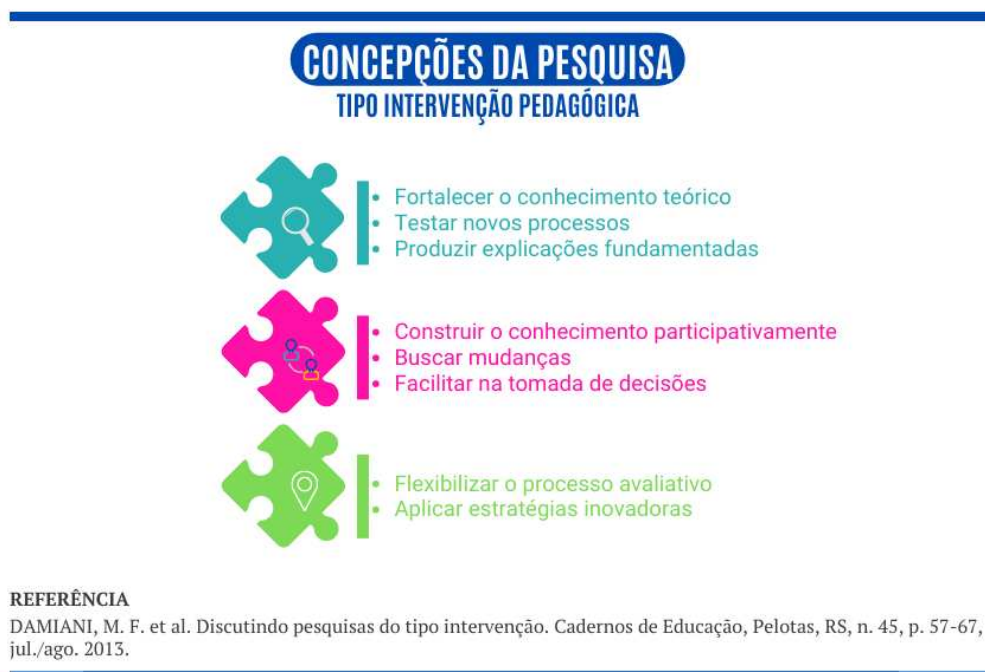 CONCEPÇÕES DA PESQUISA
TIPO INTERVENÇÃO PEDAGÓGICA
• Fortalecer o conhecimento teórico
• Testar novos processos
• Produzir explicações fundamentadas
• Construir o conhecimento participativamente
• Buscar mudanças
• Facilitar na tomada de decisões
• Flexibilizar o processo avaliativo
• Aplicar estratégias inovadoras
REFERÊNCIA
DAMIANI, M. F. et al. Discutindo pesquisas do tipo intervenção. Cadernos de Educação, Pelotas, RS, n. 45, p. 57-67,
jul./ago. 2013.